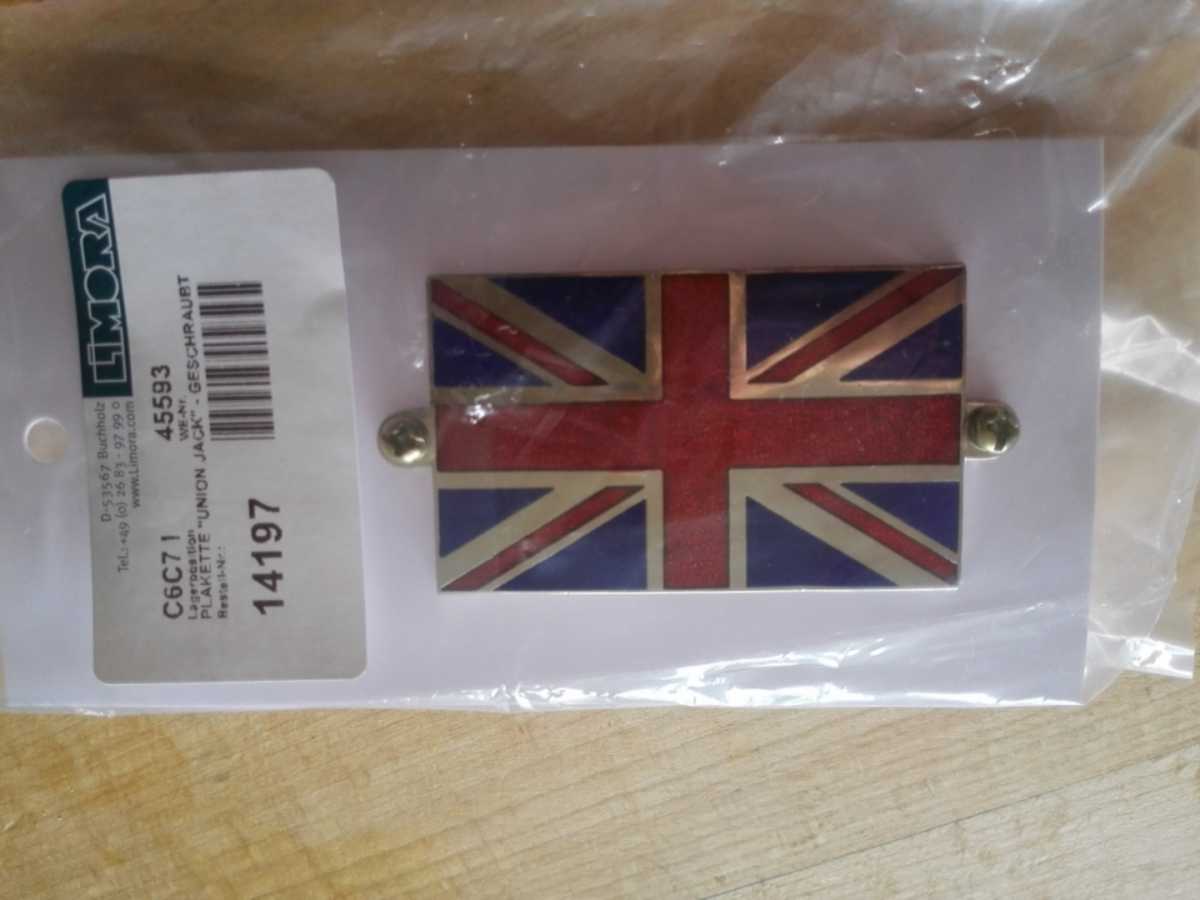 LIMORA
D-53567 Buchholz
Tel.:+49 (0) 26 83 - 97 99 0
www.Limora.com
C6C7 I 45593
Lagerposition WE-Nr.
PLAKETTE "UNION JACK" - GESCHRAUBT
Bestell-Nr.:
14197